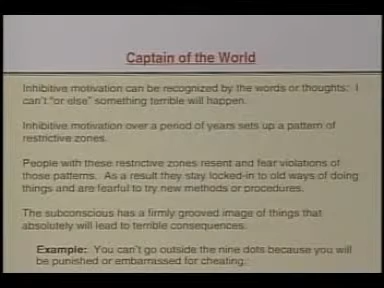 Captain of the World
Inhibitive motivation can be recognized by the words or thoughts: I
can't "or else" something terrible will happen.
Inhibitive motivation over a period of years sets up a pattern of
restrictive zones.
People with these restrictive zones resent and fear violations of
those patterns. As a result they stay locked-in to old ways of doing
things and are fearful to try new methods or procedures.
The subconscious has a firmly grooved image of things that
absolutely will lead to terrible consequences.
Example: You can't go outside the nine dots because you will
be punished or embarrassed for cheating.